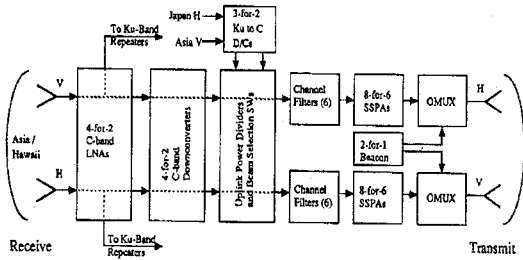 To Ku-Band
Repeaters
Japan H
Asia V
3-for-2
Ku to C
D/Cs
V
Asia /
Hawaii
H
4-for-2
C-band
LNAs
4-for-2
C-band
Downconverters
Uplink Power Dividers
and Beam Selection SWs
Channel
Filters (6)
8-for-6
SSPAs
OMUX
H
2-for-1
Beacon
Channel
Filters (6)
8-for-6
SSPAs
OMUX
V
To Ku-Band
Repeaters
Receive
Transmit